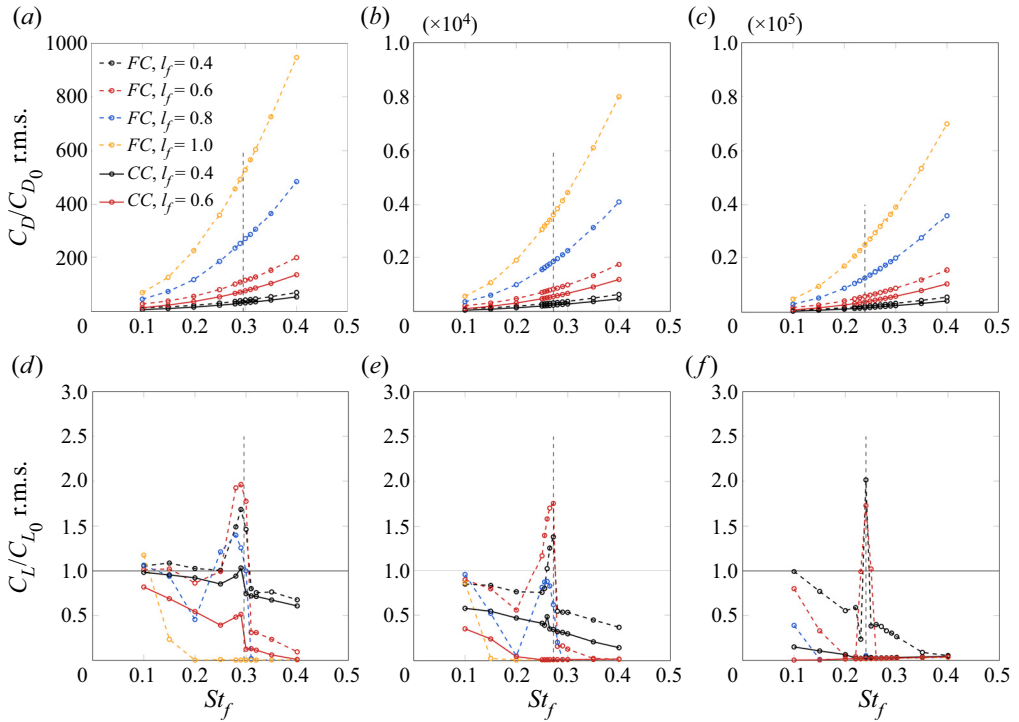 (a) (b) (×10⁴) (c) (×10⁵)
1000 1.0 1.0
FC, l_f = 0.4
800 0.8 0.8
FC, l_f = 0.6
FC, l_f = 0.8
600 0.6 0.6
FC, l_f = 1.0
CC, l_f = 0.4
400 0.4 0.4
CC, l_f = 0.6
200 0.2 0.2
C_D/C_{D_0} r.m.s.
0.1 0.2 0.3 0.4 0.5 0.1 0.2 0.3 0.4 0.5 0.1 0.2 0.3 0.4 0.5
(d) (e) (f)
3.0 3.0 3.0
2.5 2.5 2.5
2.0 2.0 2.0
1.5 1.5 1.5
1.0 1.0 1.0
0.5 0.5 0.5
C_L/C_{L_0} r.m.s.
0 0.1 0.2 0.3 0.4 0.5 0 0.1 0.2 0.3 0.4 0.5 0 0.1 0.2 0.3 0.4 0.5
St_f St_f St_f